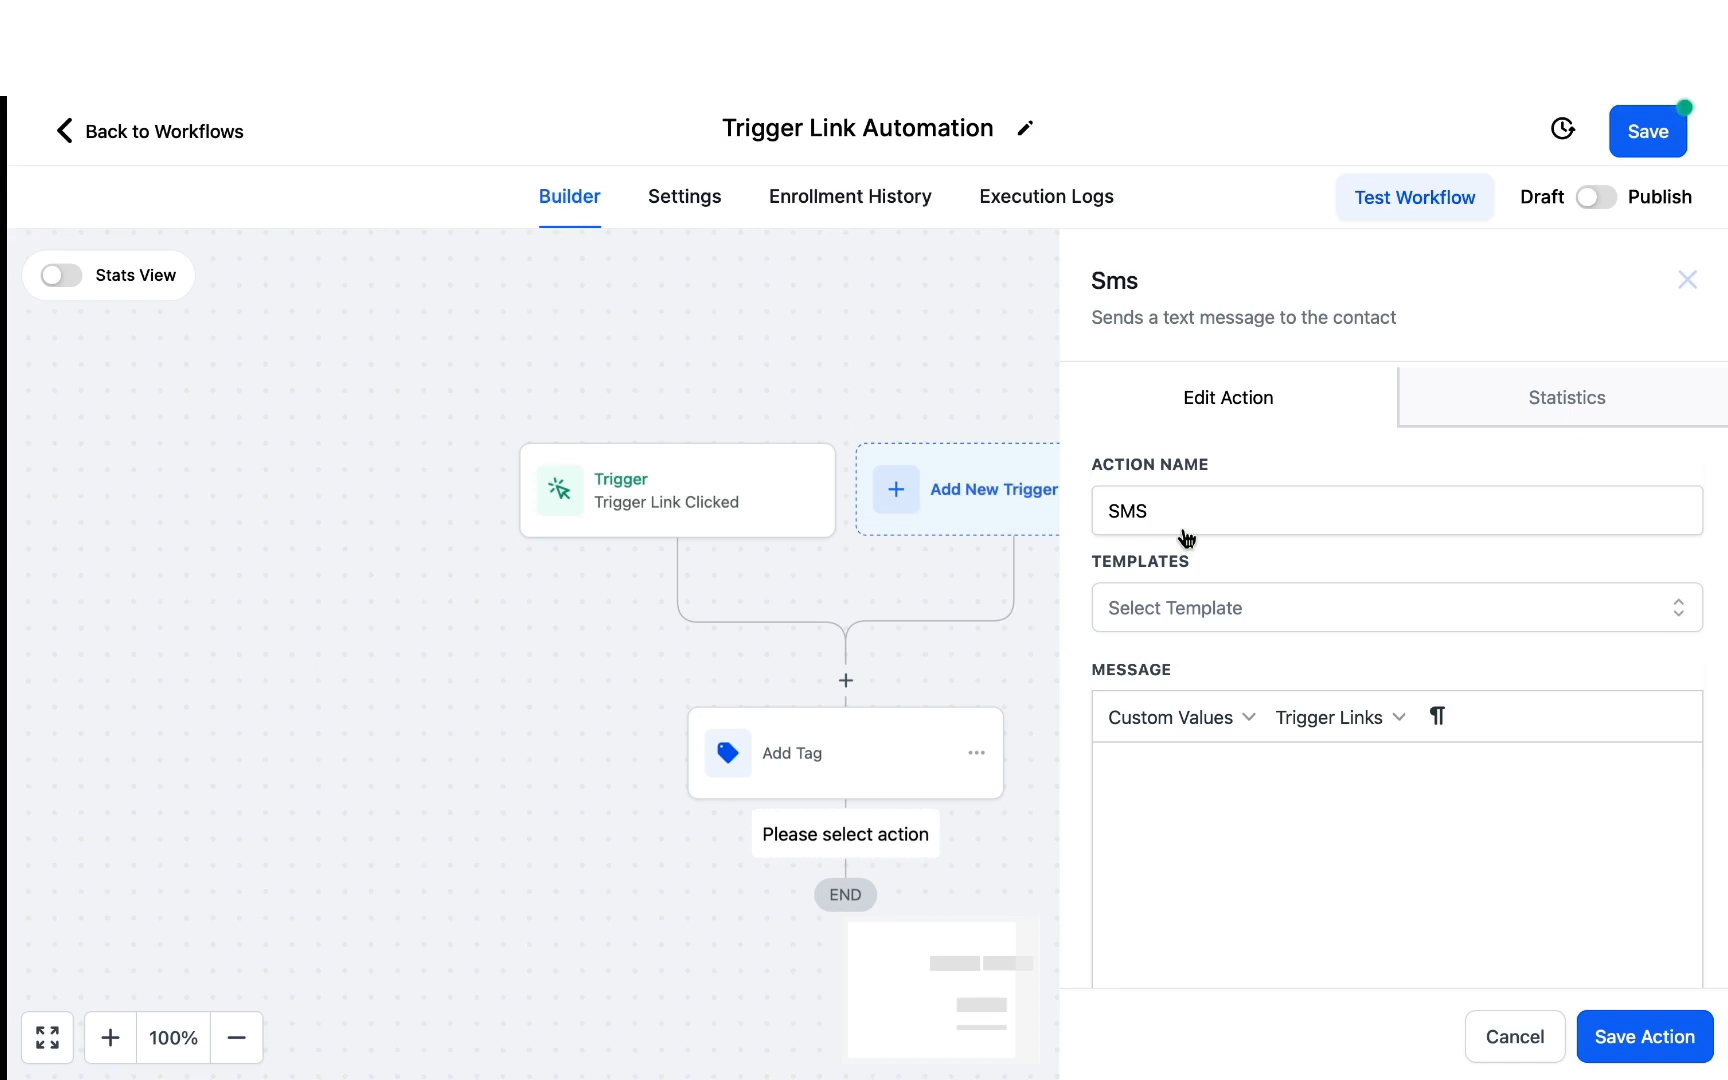 Back to Workflows
Trigger Link Automation
Save
Builder
Settings
Enrollment History
Execution Logs
Test Workflow
Draft
Publish
Stats View
Sms
Sends a text message to the contact
Edit Action
Statistics
ACTION NAME
SMS
TEMPLATES
Select Template
MESSAGE
Custom Values
Trigger Links
¶
Trigger
Trigger Link Clicked
Add New Trigger
Add Tag
Please select action
END
100%
Cancel
Save Action